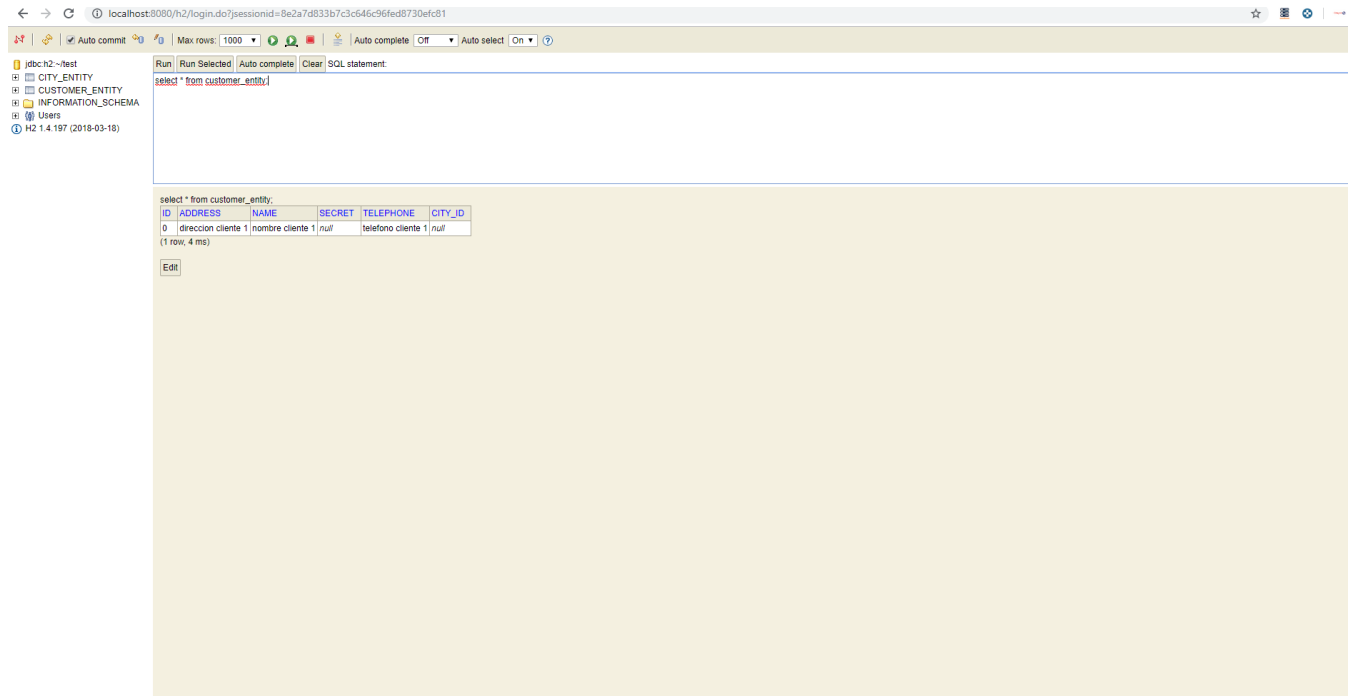 localhost:8080/h2/login.do?jsessionid=8e2a7d833b7c3c646c96fed8730efc81
Auto commit Max rows: 1000 Auto complete Off Auto select On
jdbc:h2:~/test
CITY_ENTITY
CUSTOMER_ENTITY
INFORMATION_SCHEMA
Users
H2 1.4.197 (2018-03-18)
Run Run Selected Auto complete Clear SQL statement:
select * from customer_entity;
select * from customer_entity;
ID ADDRESS NAME SECRET TELEPHONE CITY_ID
0 direccion cliente 1 nombre cliente 1 null telefono cliente 1 null
(1 row, 4 ms)
Edit